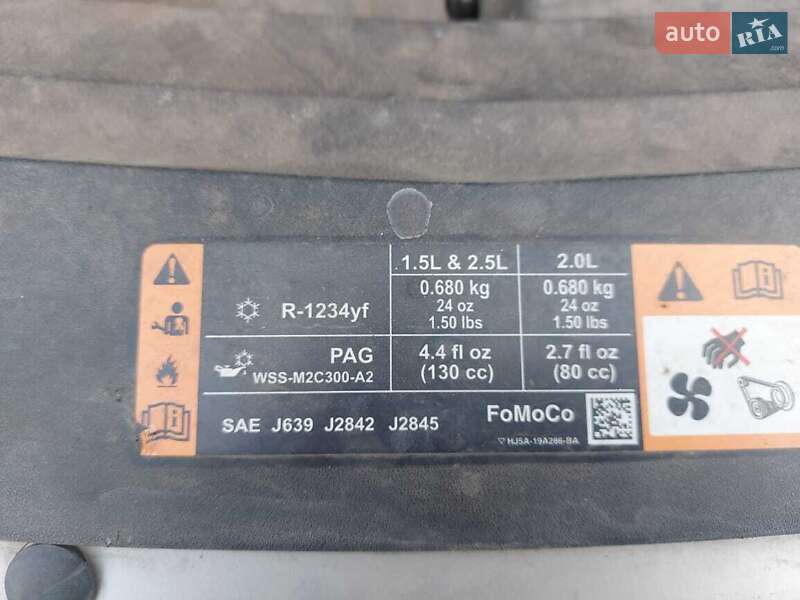 auto RIA
.com
1.5L & 2.5L 2.0L
R-1234yf 0.680 kg 0.680 kg
24 oz 24 oz
1.50 lbs 1.50 lbs
PAG 4.4 fl oz 2.7 fl oz
WSS-M2C300-A2 (130 cc) (80 cc)
SAE J639 J2842 J2845 FoMoCo
HJ5A-19A286-BA